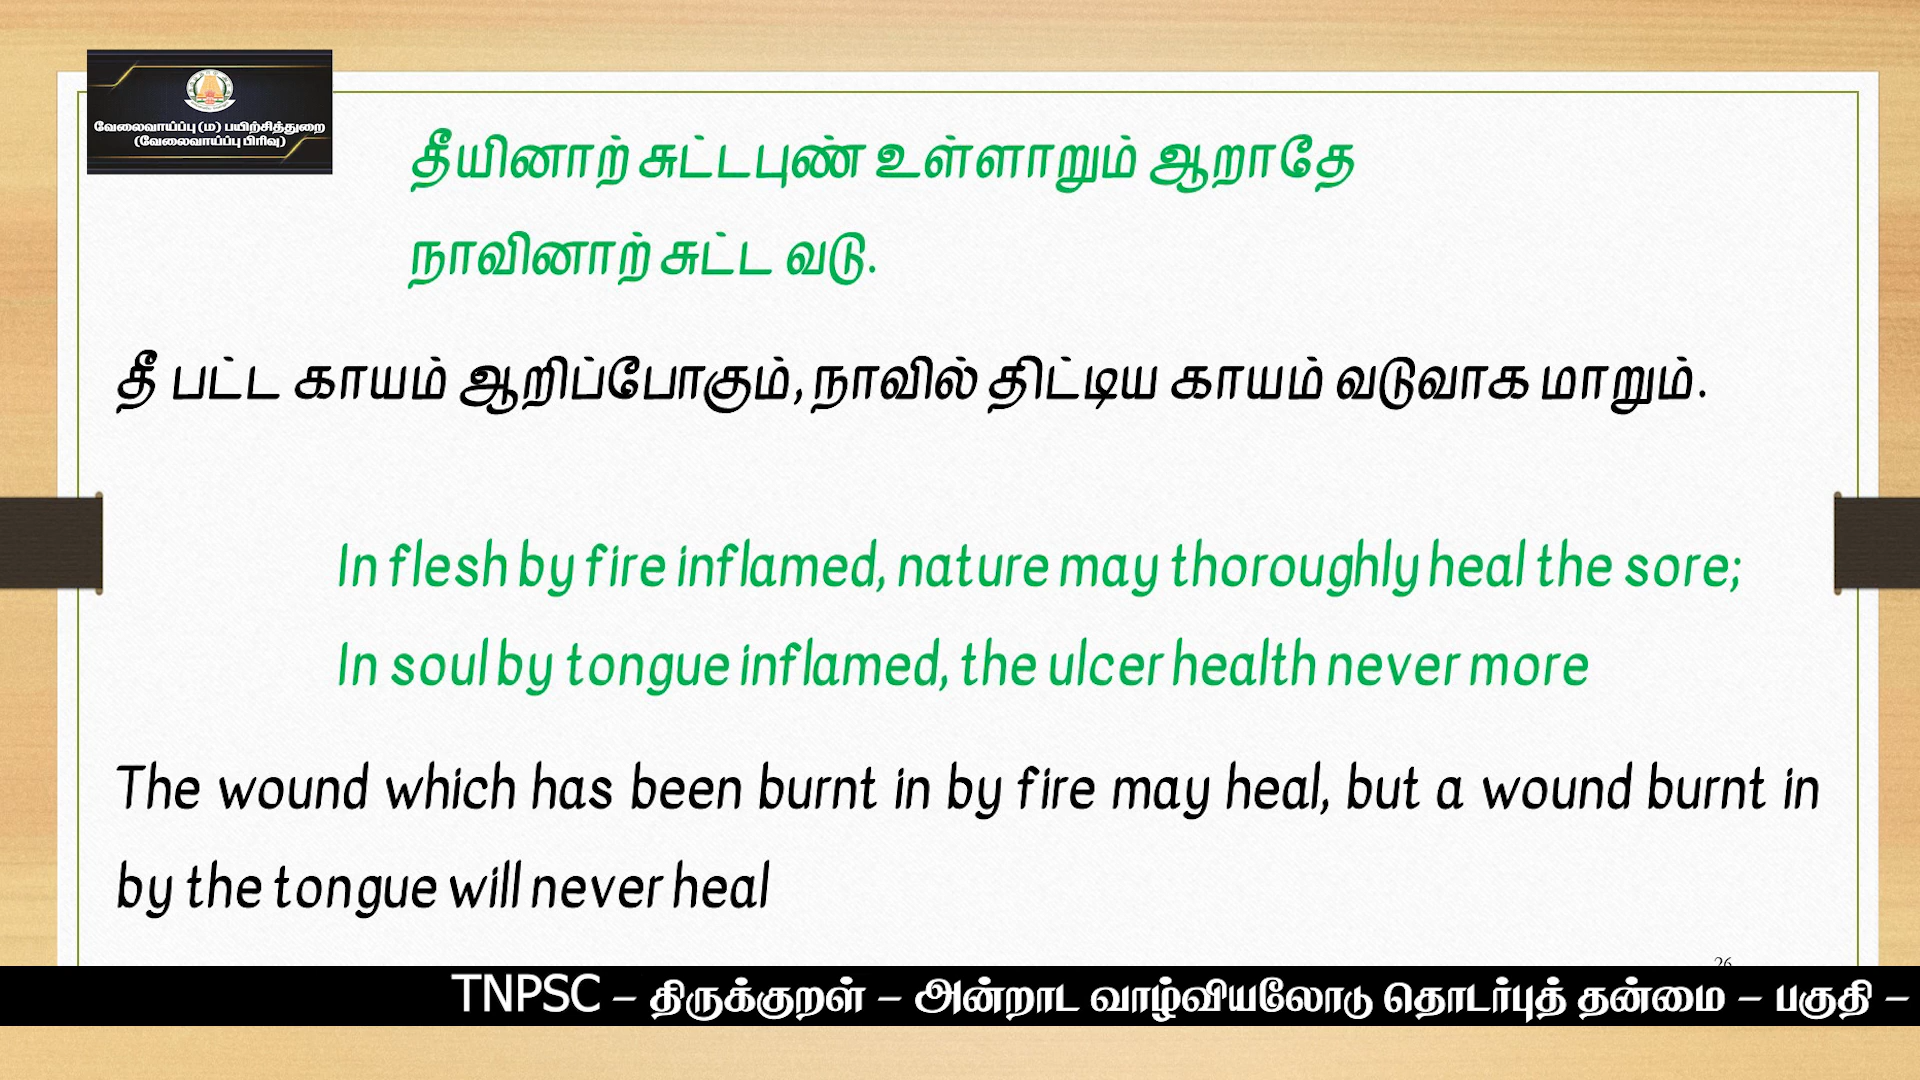 வேலைவாய்ப்பு (ம) பயிற்சித்துறை
(வேலைவாய்ப்பு பிரிவு)
தீயினாற் சுட்டபுண் உள்ளாறும் ஆறாதே
நாவினாற் சுட்ட வடு.
தீ பட்ட காயம் ஆறிப்போகும், நாவில் திட்டிய காயம் வடுவாக மாறும்.
In flesh by fire inflamed, nature may thoroughly heal the sore;
In soul by tongue inflamed, the ulcer health never more
The wound which has been burnt in by fire may heal, but a wound burnt in
by the tongue will never heal
26
TNPSC – திருக்குறள் – அன்றாட வாழ்வியலோடு தொடர்புத் தன்மை – பகுதி –